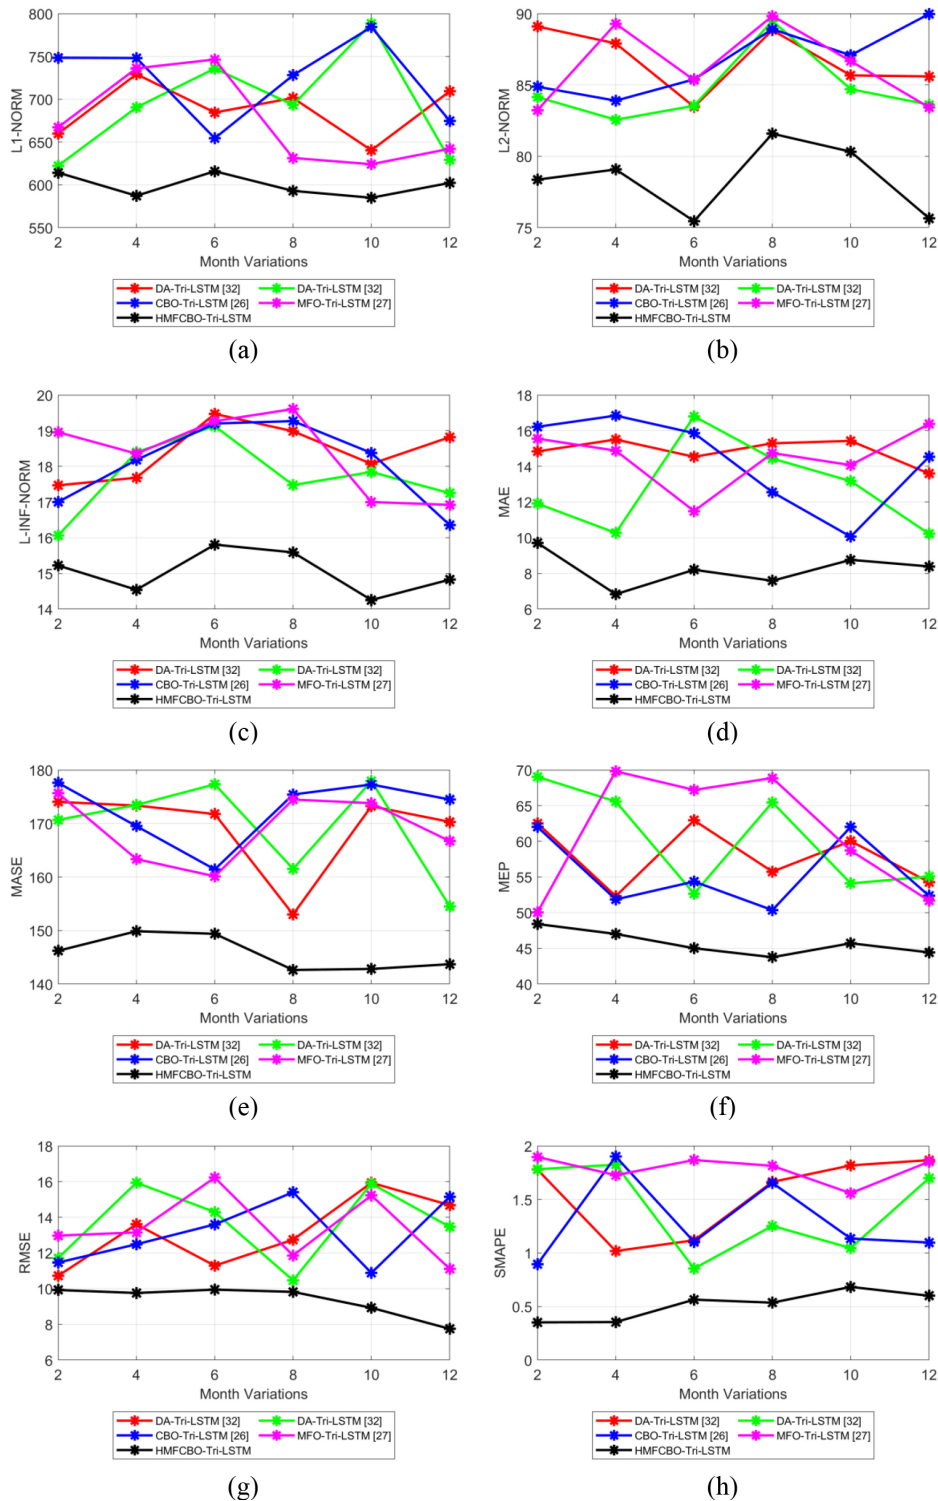 800
750
700
650
600
550
L1-NORM
2 4 6 8 10 12
Month Variations
DA-Tri-LSTM [32] DA-Tri-LSTM [32]
CBO-Tri-LSTM [26] MFO-Tri-LSTM [27]
HMFCBO-Tri-LSTM
(a)
90
85
80
75
L2-NORM
2 4 6 8 10 12
Month Variations
DA-Tri-LSTM [32] DA-Tri-LSTM [32]
CBO-Tri-LSTM [26] MFO-Tri-LSTM [27]
HMFCBO-Tri-LSTM
(b)
20
19
18
17
16
15
14
L-INF-NORM
2 4 6 8 10 12
Month Variations
DA-Tri-LSTM [32] DA-Tri-LSTM [32]
CBO-Tri-LSTM [26] MFO-Tri-LSTM [27]
HMFCBO-Tri-LSTM
(c)
18
16
14
12
10
8
6
MAE
2 4 6 8 10 12
Month Variations
DA-Tri-LSTM [32] DA-Tri-LSTM [32]
CBO-Tri-LSTM [26] MFO-Tri-LSTM [27]
HMFCBO-Tri-LSTM
(d)
180
170
160
150
140
MASE
2 4 6 8 10 12
Month Variations
DA-Tri-LSTM [32] DA-Tri-LSTM [32]
CBO-Tri-LSTM [26] MFO-Tri-LSTM [27]
HMFCBO-Tri-LSTM
(e)
70
65
60
55
50
45
40
MEP
2 4 6 8 10 12
Month Variations
DA-Tri-LSTM [32] DA-Tri-LSTM [32]
CBO-Tri-LSTM [26] MFO-Tri-LSTM [27]
HMFCBO-Tri-LSTM
(f)
18
16
14
12
10
8
6
RMSE
2 4 6 8 10 12
Month Variations
DA-Tri-LSTM [32] DA-Tri-LSTM [32]
CBO-Tri-LSTM [26] MFO-Tri-LSTM [27]
HMFCBO-Tri-LSTM
(g)
2
1.5
1
0.5
0
SMAPE
2 4 6 8 10 12
Month Variations
DA-Tri-LSTM [32] DA-Tri-LSTM [32]
CBO-Tri-LSTM [26] MFO-Tri-LSTM [27]
HMFCBO-Tri-LSTM
(h)